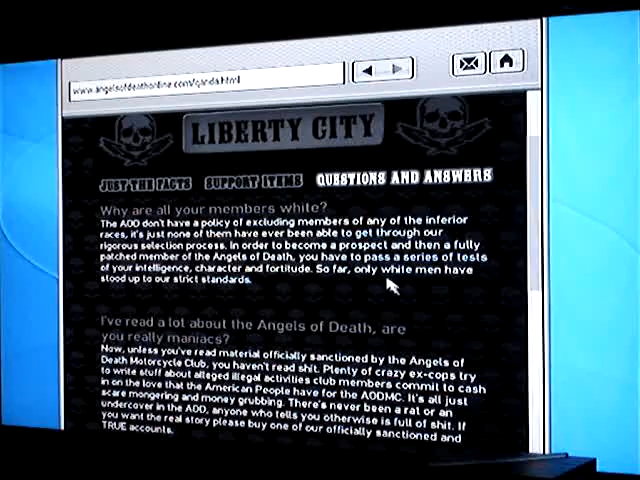 www.angelsofdeathonline.com/qanda.html
LIBERTY CITY
JUST THE FACTS SUPPORT ITEMS QUESTIONS AND ANSWERS
Why are all your members white?
The AOD don't have a policy of excluding members of any of the inferior
races, it's just none of them have ever been able to get through our
rigorous selection process. In order to become a prospect and then a fully
patched member of the Angels of Death, you have to pass a series of tests
of your intelligence, character and fortitude. So far, only white men have
stood up to our strict standards.
I've read a lot about the Angels of Death, are
you really maniacs?
Now, unless you've read material officially sanctioned by the Angels of
Death Motorcycle Club, you haven't read shit. Plenty of crazy ex-cops try
to write stuff about alleged illegal activities club members commit to cash
in on the love that the American People have for the AODMC. It's all just
scare mongering and money grubbing. There's never been a rat or an
undercover in the AOD, anyone who tells you otherwise is full of shit. If
you want the real story please buy one of our officially sanctioned and
TRUE accounts.